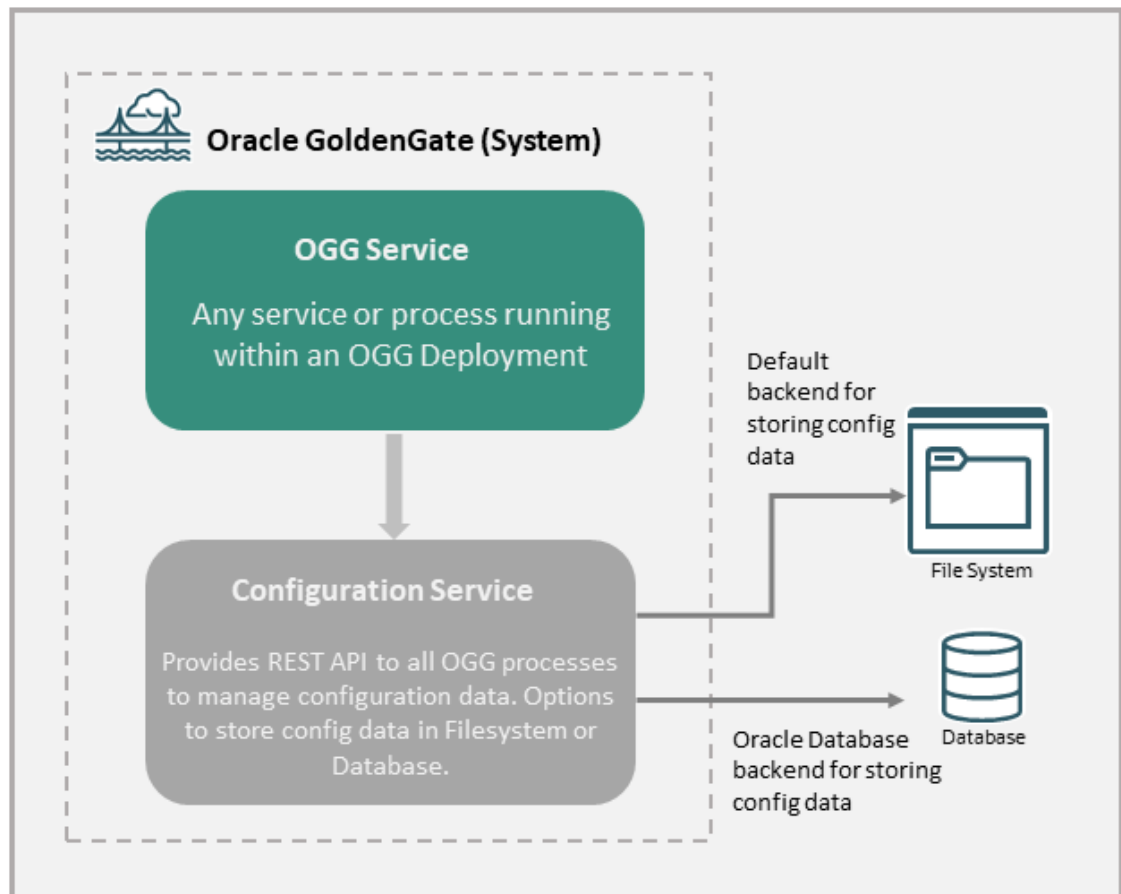 Oracle GoldenGate (System)
OGG Service
Any service or process running
within an OGG Deployment
Default
backend for
storing config
data
File System
Configuration Service
Provides REST API to all OGG processes
to manage configuration data. Options
to store config data in Filesystem or
Database.
Database
Oracle Database
backend for storing
config data